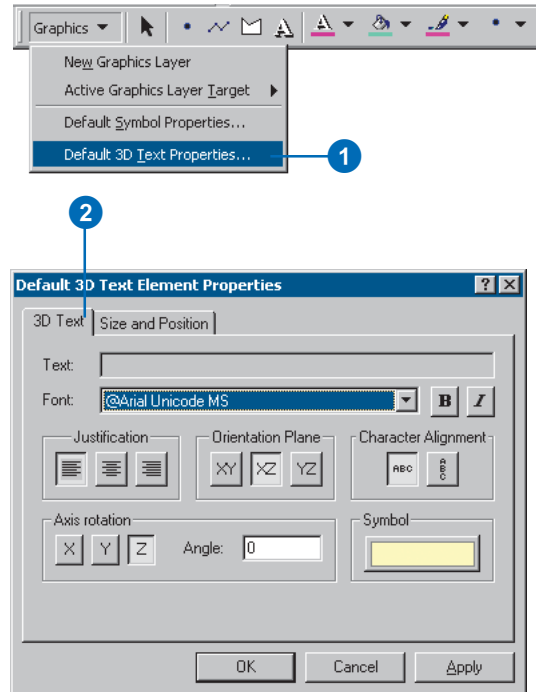 Graphics
A A
New Graphics Layer
Active Graphics Layer Target
Default Symbol Properties...
Default 3D Text Properties...
1
2
Default 3D Text Element Properties ? X
3D Text Size and Position
Text:
Font: @Arial Unicode MS B I
Justification Orientation Plane Character Alignment
XY XZ YZ ABC ABC
Axis rotation Symbol
X Y Z Angle: 0
OK Cancel Apply